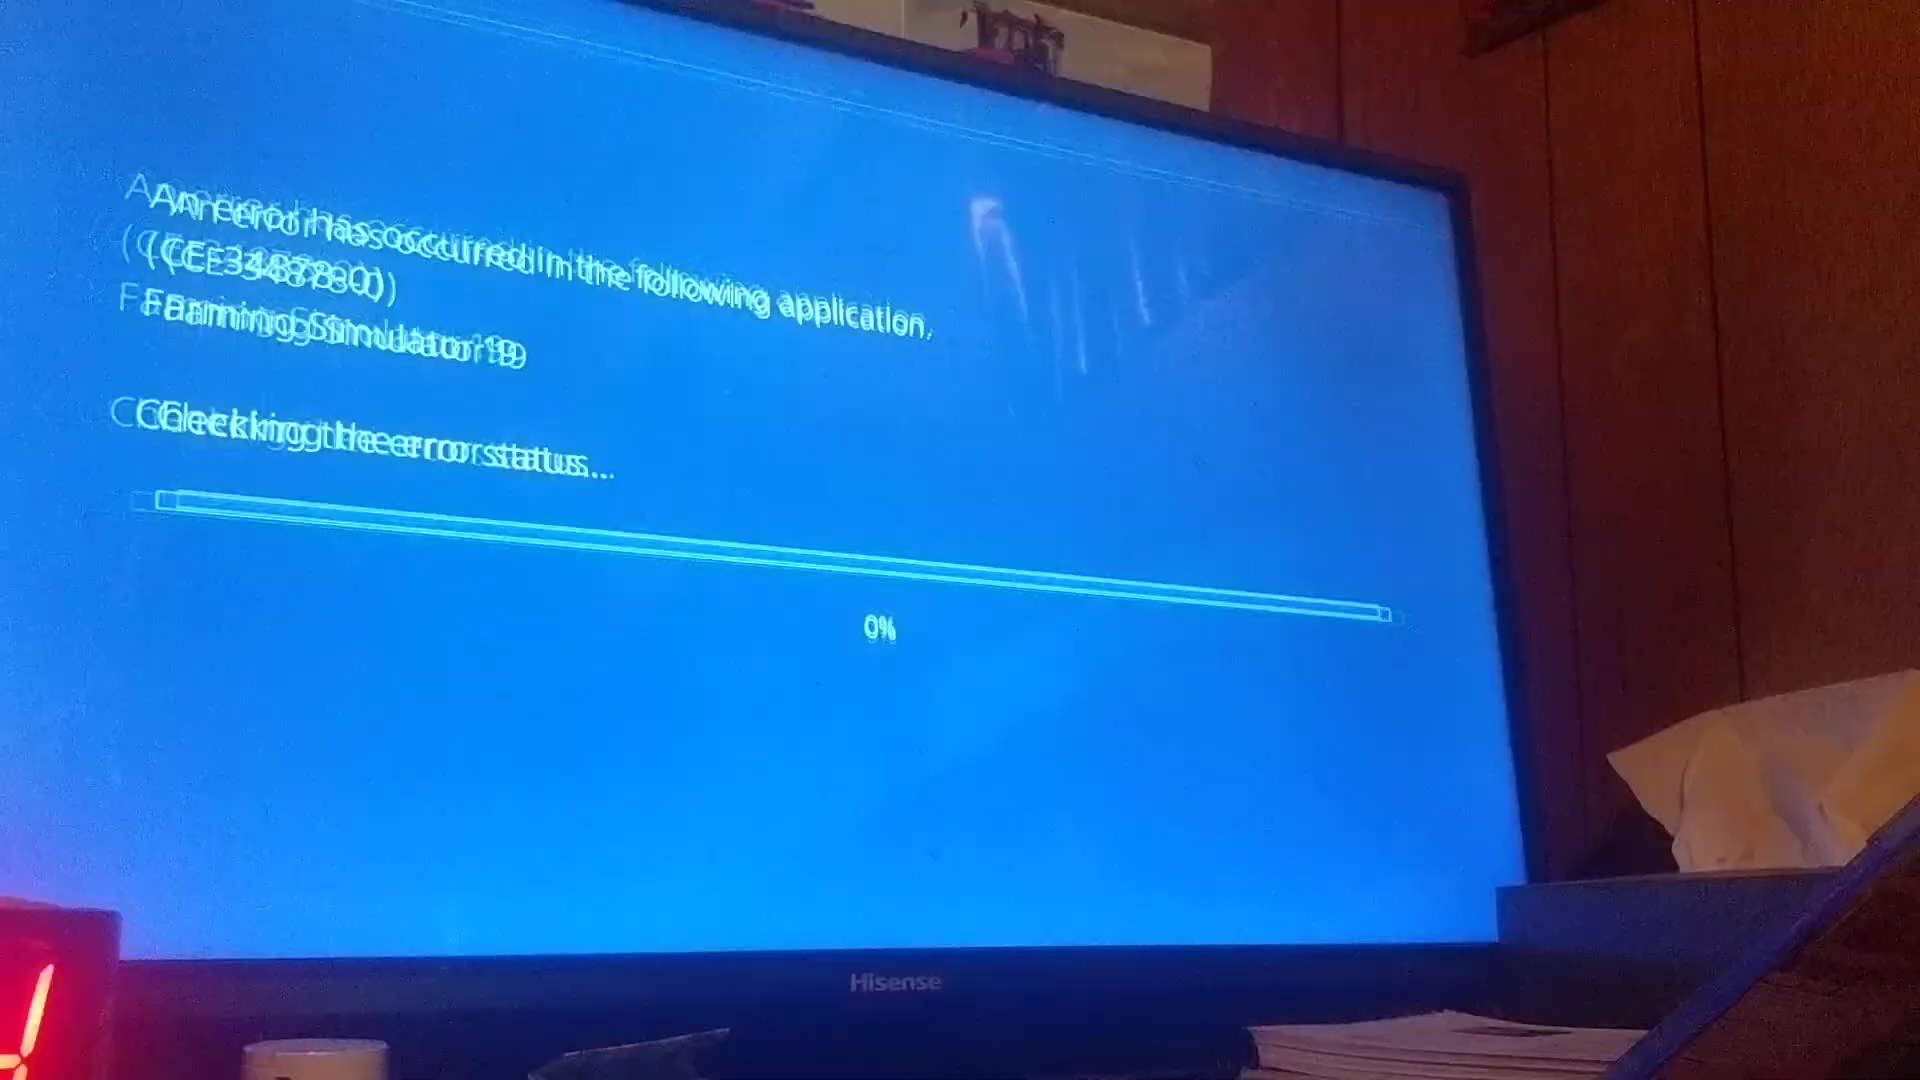 An error has occurred in the following application.
(CE-34878-0)
Farming Simulator 19
Checking the error status...
0%
Hisense
4